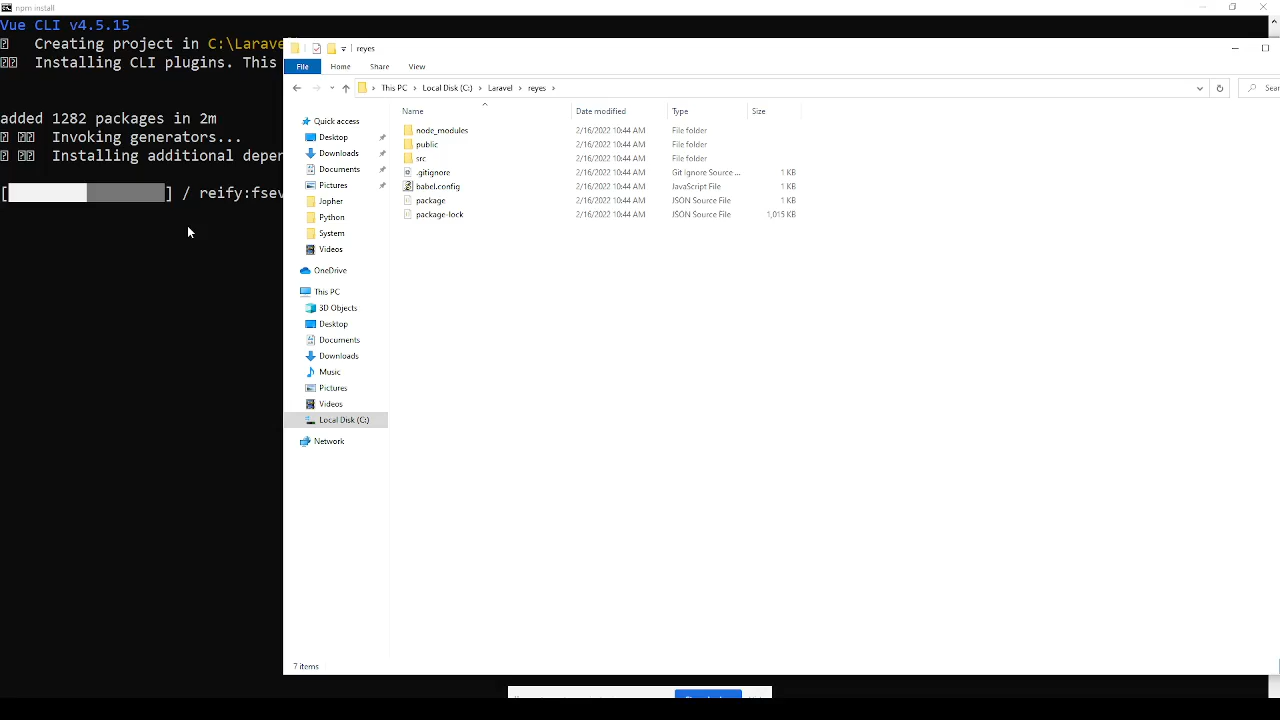 npm install
Vue CLI v4.5.15
Creating project in C:\Larave
Installing CLI plugins. This
added 1282 packages in 2m
Invoking generators...
Installing additional deper
[ ] / reify:fsev
reyes
File Home Share View
This PC > Local Disk (C:) > Laravel > reyes >
Name Date modified Type Size
node_modules 2/16/2022 10:44 AM File folder
public 2/16/2022 10:44 AM File folder
src 2/16/2022 10:44 AM File folder
.gitignore 2/16/2022 10:44 AM Git Ignore Source ... 1 KB
babel.config 2/16/2022 10:44 AM JavaScript File 1 KB
package 2/16/2022 10:44 AM JSON Source File 1 KB
package-lock 2/16/2022 10:44 AM JSON Source File 1,015 KB
Quick access
Desktop
Downloads
Documents
Pictures
Jopher
Python
System
Videos
OneDrive
This PC
3D Objects
Desktop
Documents
Downloads
Music
Pictures
Videos
Local Disk (C:)
Network
7 items